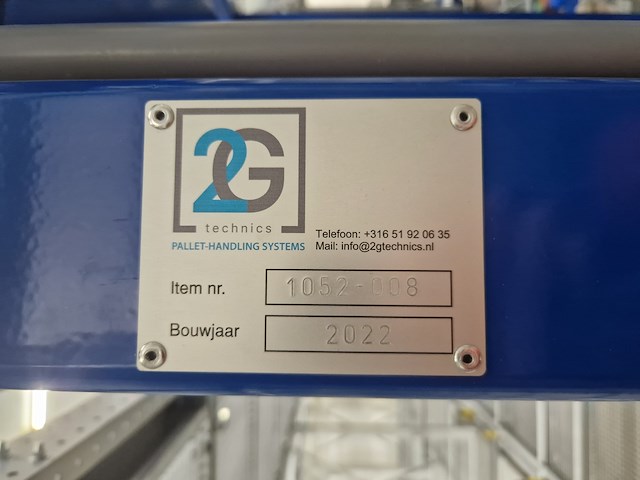 2G
technics
PALLET-HANDLING SYSTEMS
Telefoon: +316 51 92 06 35
Mail: info@2gtechnics.nl
Item nr. 1052-008
Bouwjaar 2022